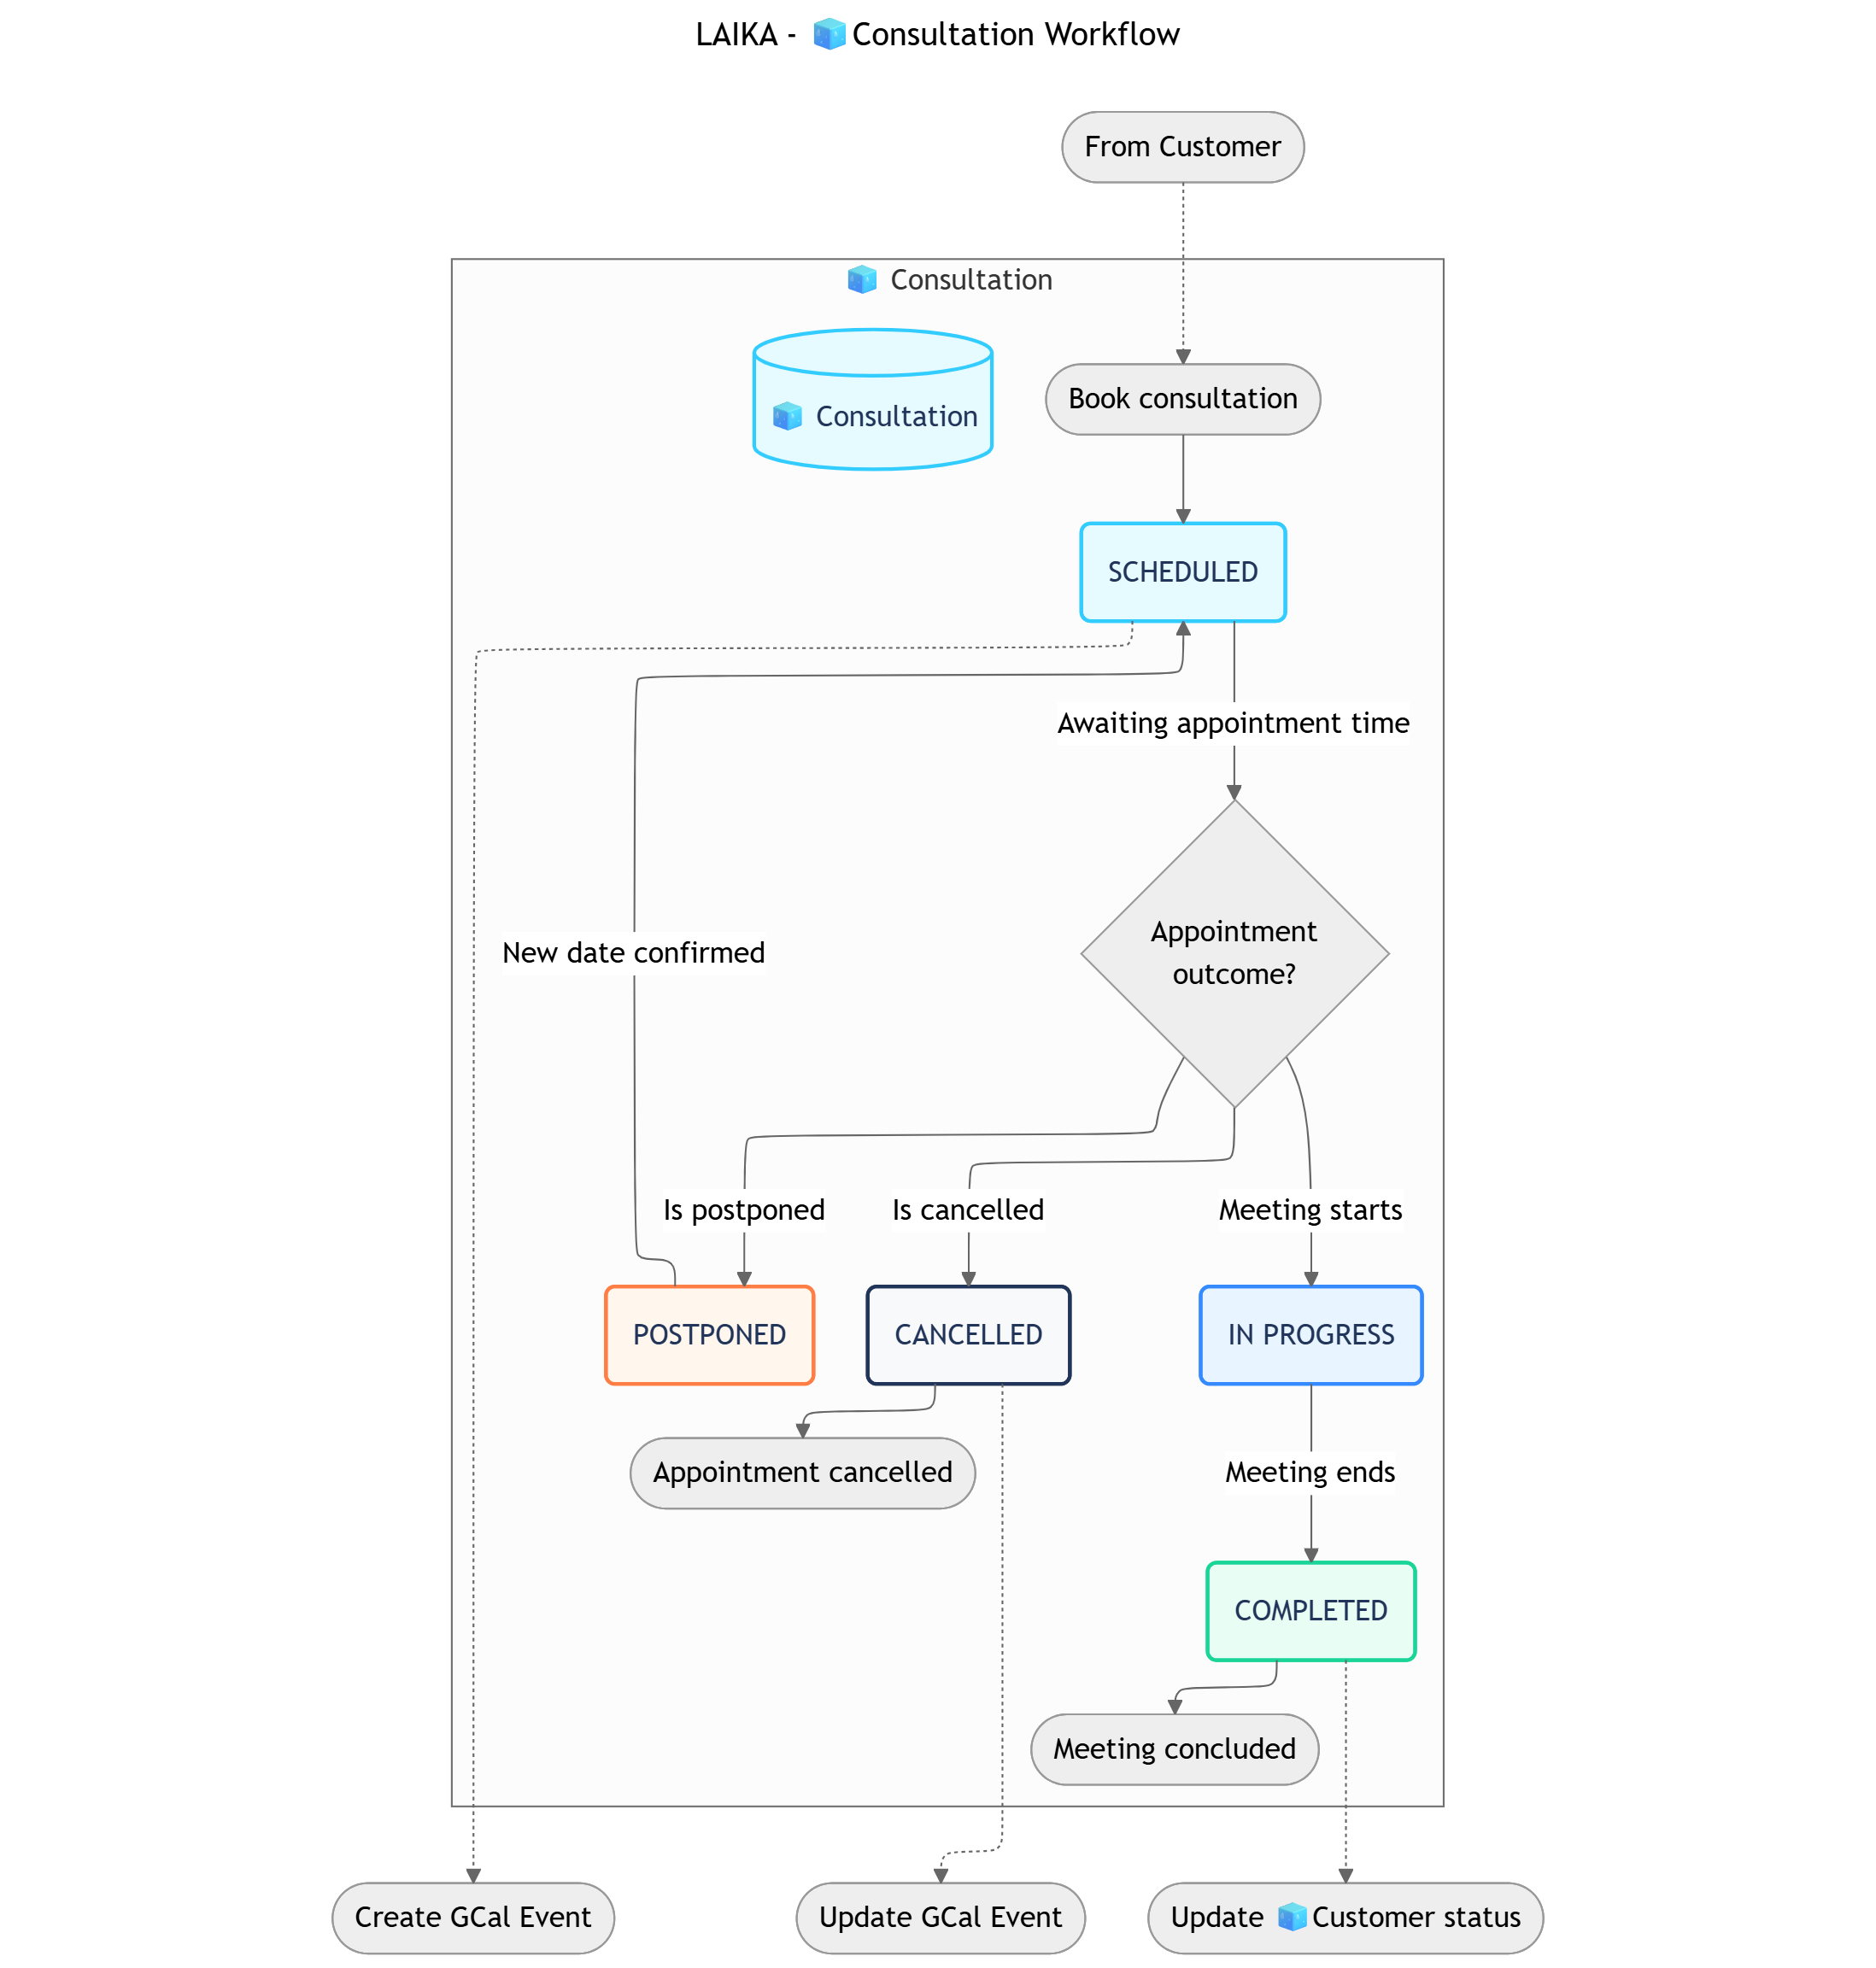 LAIKA - 🧊Consultation Workflow
From Customer
🧊 Consultation
🧊 Consultation
Book consultation
SCHEDULED
Awaiting appointment time
New date confirmed
Appointment
outcome?
Is postponed
Is cancelled
Meeting starts
POSTPONED
CANCELLED
IN PROGRESS
Appointment cancelled
Meeting ends
COMPLETED
Meeting concluded
Create GCal Event
Update GCal Event
Update 🧊Customer status